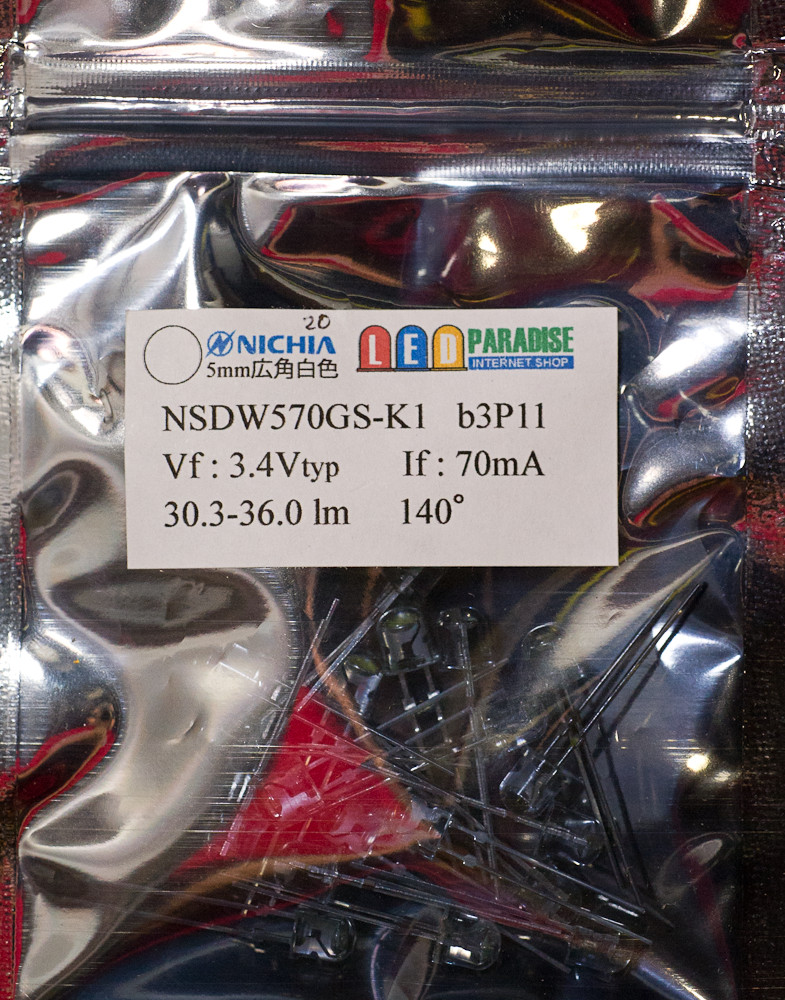 20
NICHIA LED PARADISE
5mm広角白色 INTERNET SHOP
NSDW570GS-K1 b3P11
Vf : 3.4Vtyp If : 70mA
30.3-36.0 lm 140°